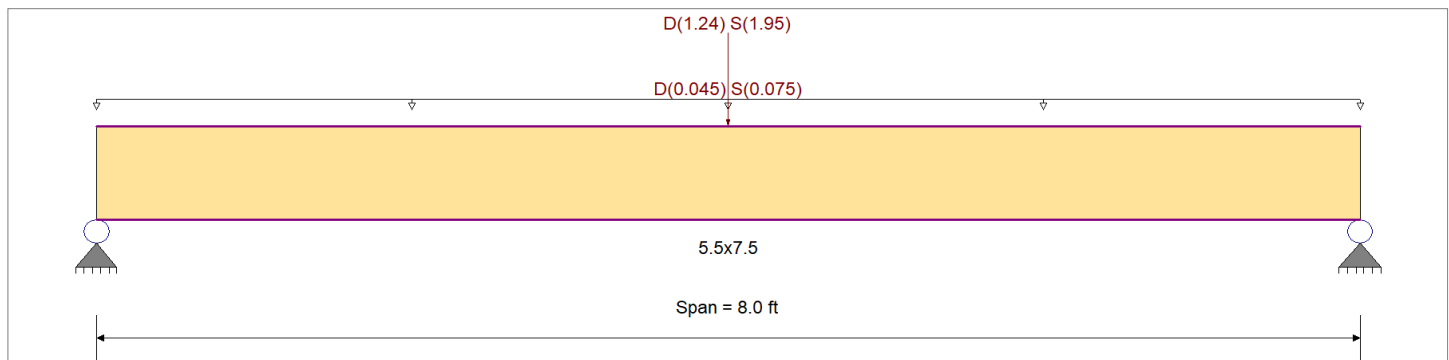 D(1.24) S(1.95)
D(0.045) S(0.075)
5.5x7.5
Span = 8.0 ft